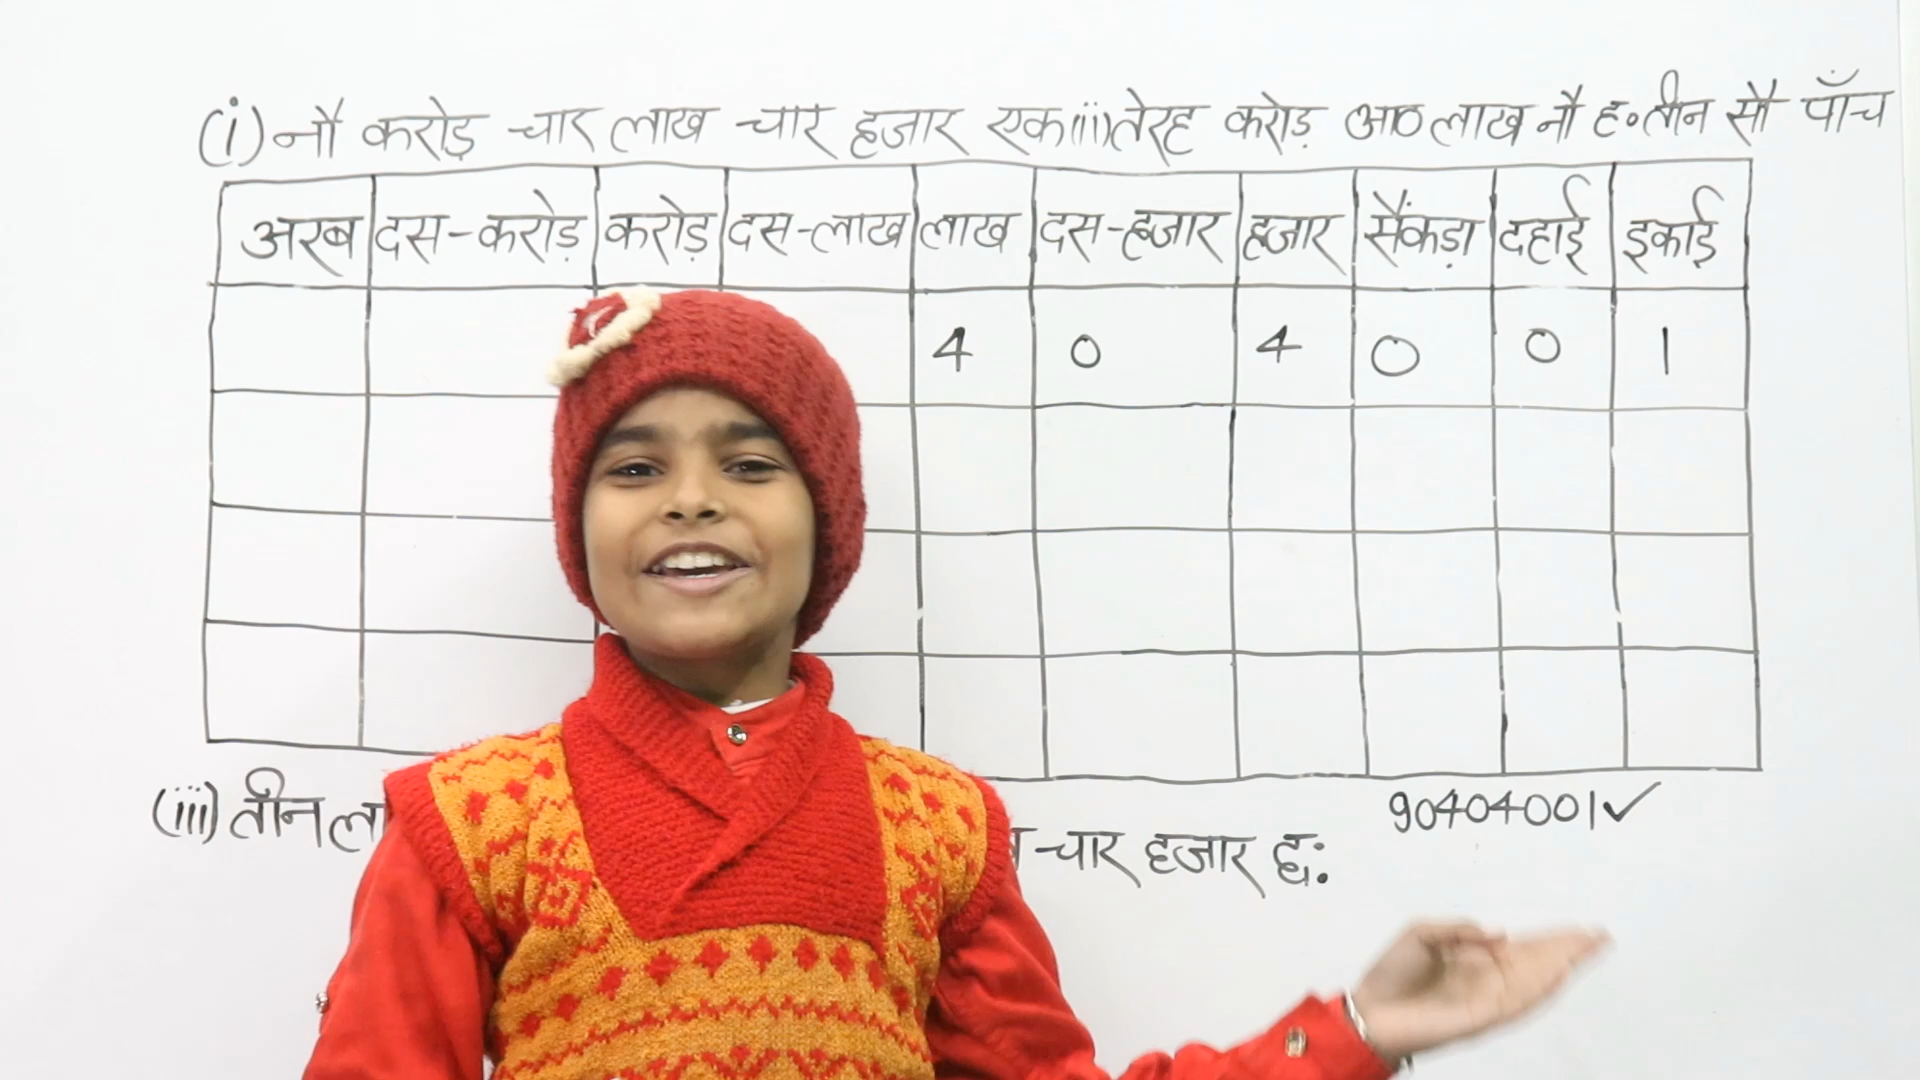 (i) नौ करोड़ चार लाख चार हजार एक (ii) तेरह करोड़ आठ लाख नौ ह॰ तीन सौ पाँच
अरब दस-करोड़ करोड़ दस-लाख लाख दस-हजार हजार सैंकड़ा दहाई इकाई
4 0 4 0 0 1
(iii) तीन
90404001✓
चार हजार छ: